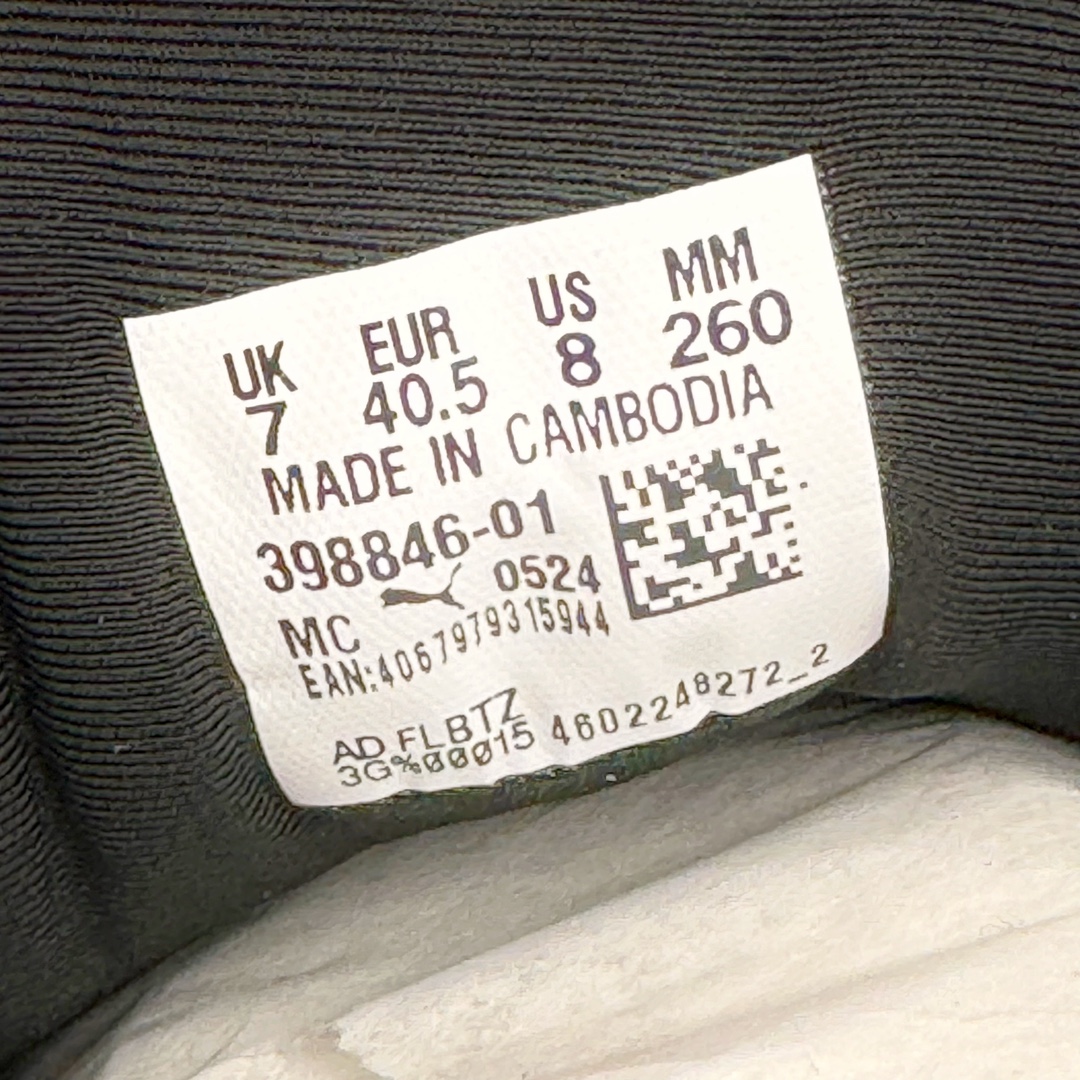 UK EUR US MM
7 40.5 8 260
MADE IN CAMBODIA
398846-01
MC 0524
EAN:4067979315944
AD FLBTZ
3G%00015 4602248272_2